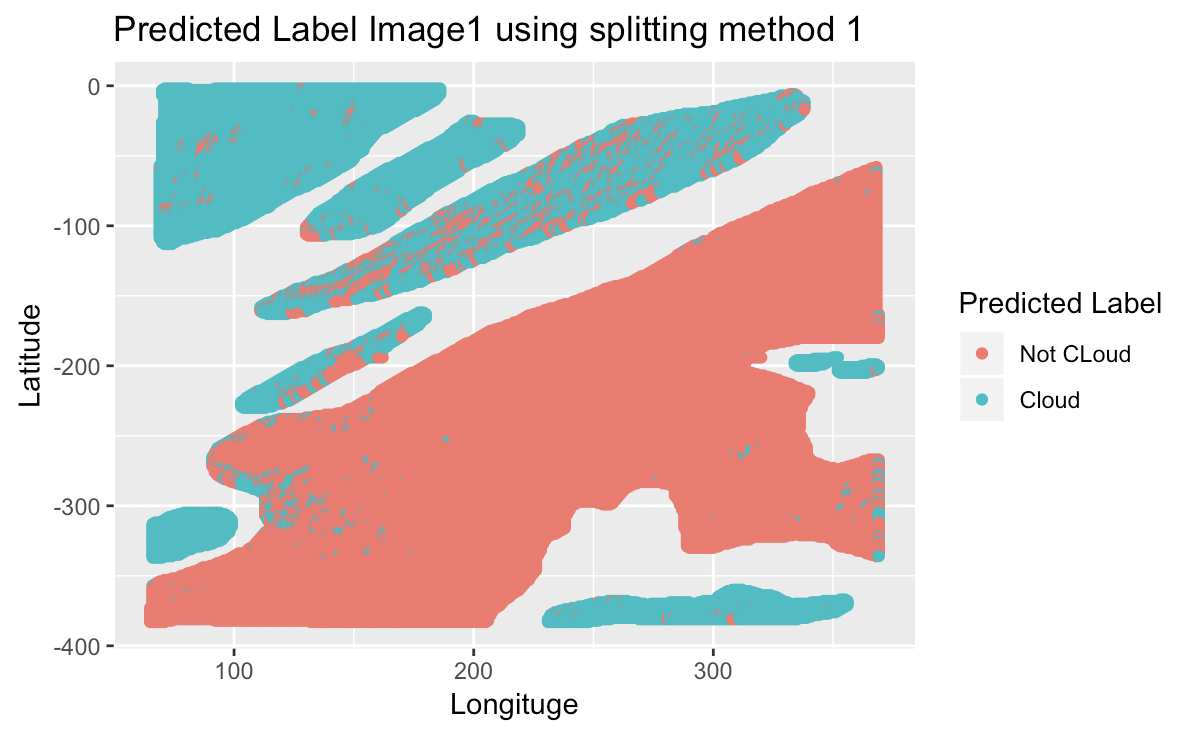 Predicted Label Image1 using splitting method 1
0
-100
-200
-300
-400
Latitude
100
200
300
Longituge
Predicted Label
Not CLoud
Cloud